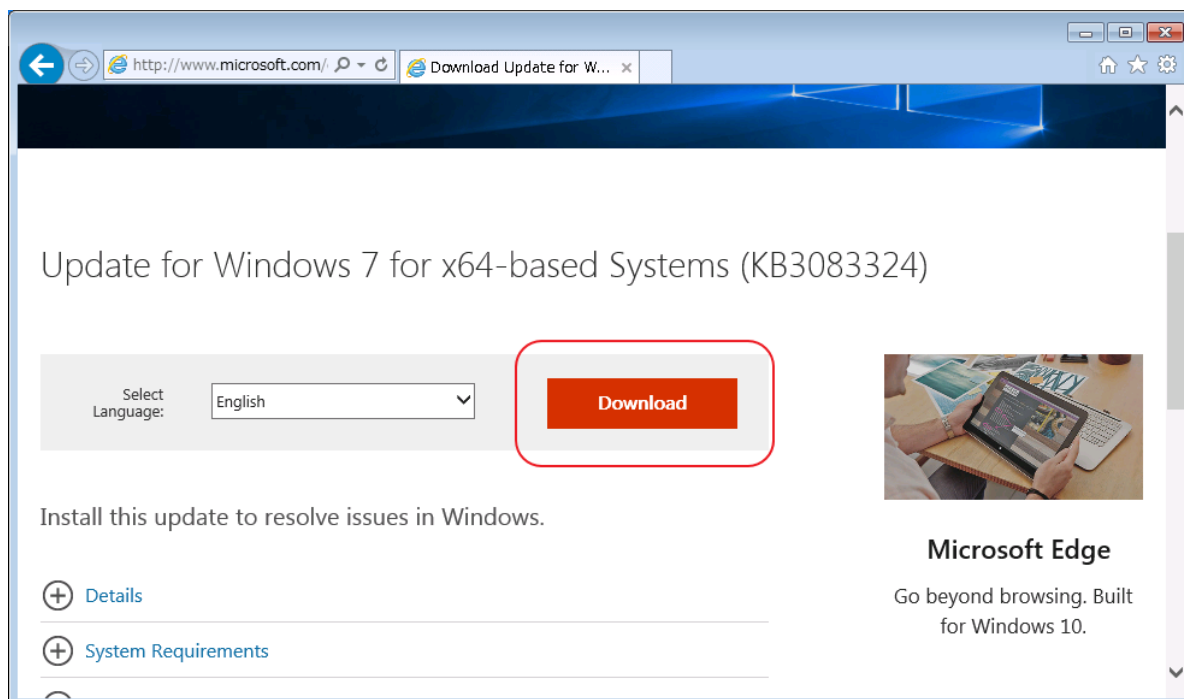 http://www.microsoft.com/
Download Update for W...
Update for Windows 7 for x64-based Systems (KB3083324)
Select
Language:
English
Download
Install this update to resolve issues in Windows.
Details
System Requirements
Microsoft Edge
Go beyond browsing. Built
for Windows 10.